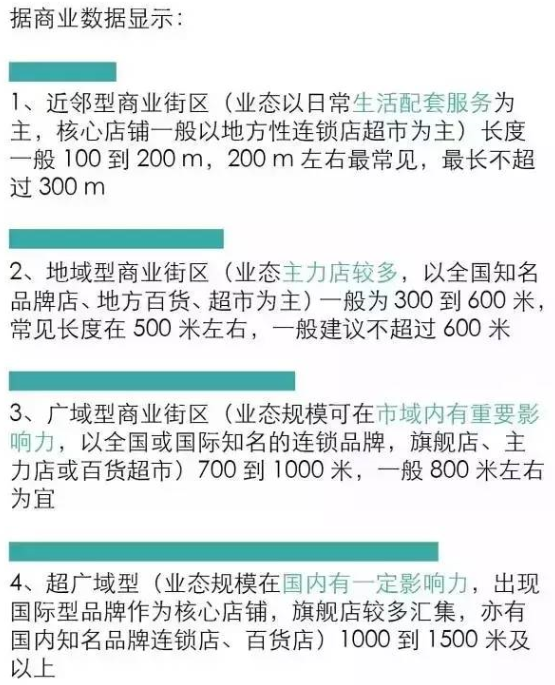 据商业数据显示：
1、近邻型商业街区（业态以日常生活配套服务为
主，核心店铺一般以地方性连锁店超市为主）长度
一般 100 到 200 m，200 m 左右最常见，最长不超
过 300 m
2、地域型商业街区（业态主力店较多，以全国知名
品牌店、地方百货、超市为主）一般为 300 到 600 米，
常见长度在 500 米左右，一般建议不超过 600 米
3、广域型商业街区（业态规模可在市域内有重要影
响力，以全国或国际知名的连锁品牌，旗舰店、主
力店或百货超市）700 到 1000 米，一般 800 米左右
为宜
4、超广域型（业态规模在国内有一定影响力，出现
国际型品牌作为核心店铺，旗舰店较多汇集，亦有
国内知名品牌连锁店、百货店）1000 到 1500 米及
以上